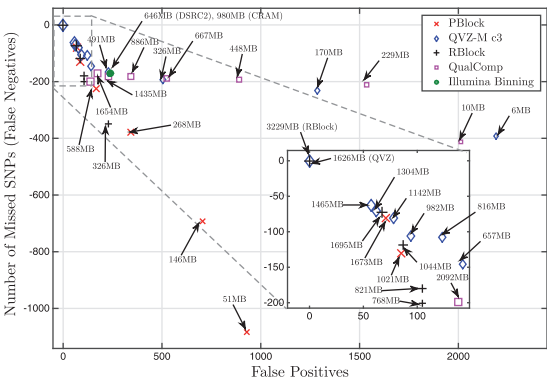 646MB (DSRC2), 980MB (CRAM)
491MB
886MB
326MB
667MB
448MB
170MB
229MB
PBlock
QVZ-M c3
RBlock
QualComp
Illumina Binning
0
-200
-400
-600
-800
-1000
Number of Missed SNPs (False Negatives)
1435MB
1654MB
588MB
326MB
268MB
146MB
51MB
10MB
6MB
3229MB (RBlock)
1626MB (QVZ)
1304MB
1142MB
1465MB
982MB
816MB
657MB
1695MB
1673MB
1044MB
1021MB
2092MB
821MB
768MB
0
-50
-100
-150
-200
0
50
100
0
500
1000
1500
2000
False Positives